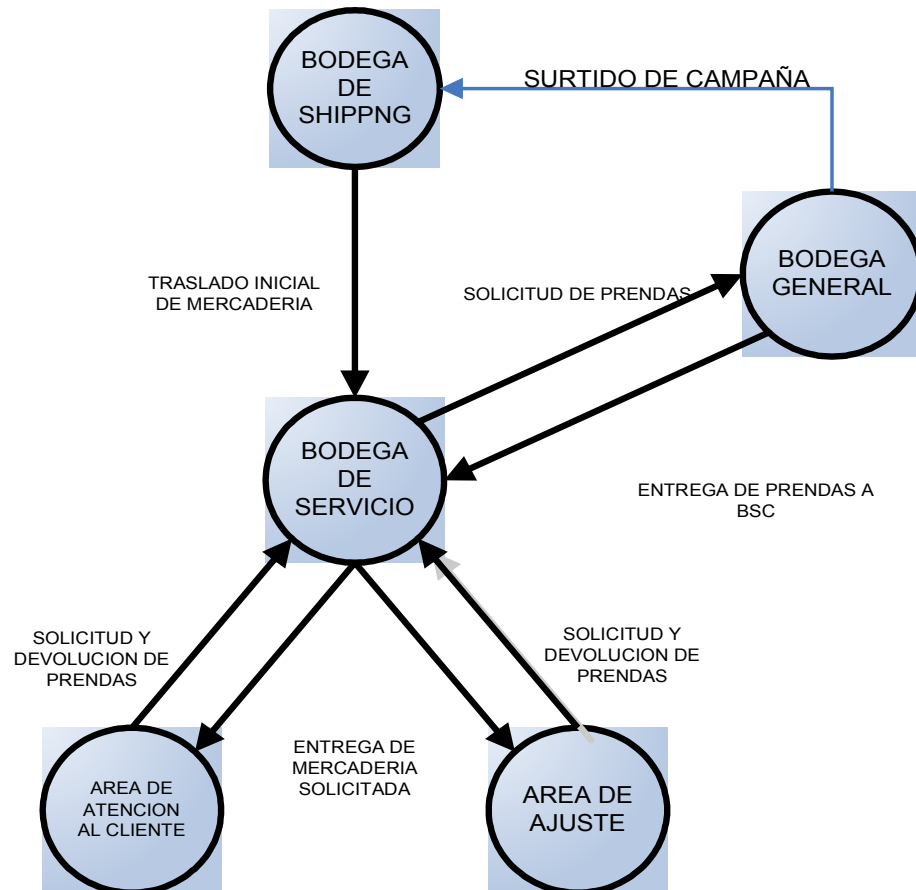 BODEGA
DE
SHIPPNG
SURTIDO DE CAMPAÑA
BODEGA
GENERAL
TRASLADO INICIAL
DE MERCADERIA
SOLICITUD DE PRENDAS
BODEGA
DE
SERVICIO
ENTREGA DE PRENDAS A
BSC
SOLICITUD Y
DEVOLUCION DE
PRENDAS
SOLICITUD Y
DEVOLUCION DE
PRENDAS
ENTREGA DE
MERCADERIA
SOLICITADA
AREA DE
ATENCION
AL CLIENTE
AREA DE
AJUSTE